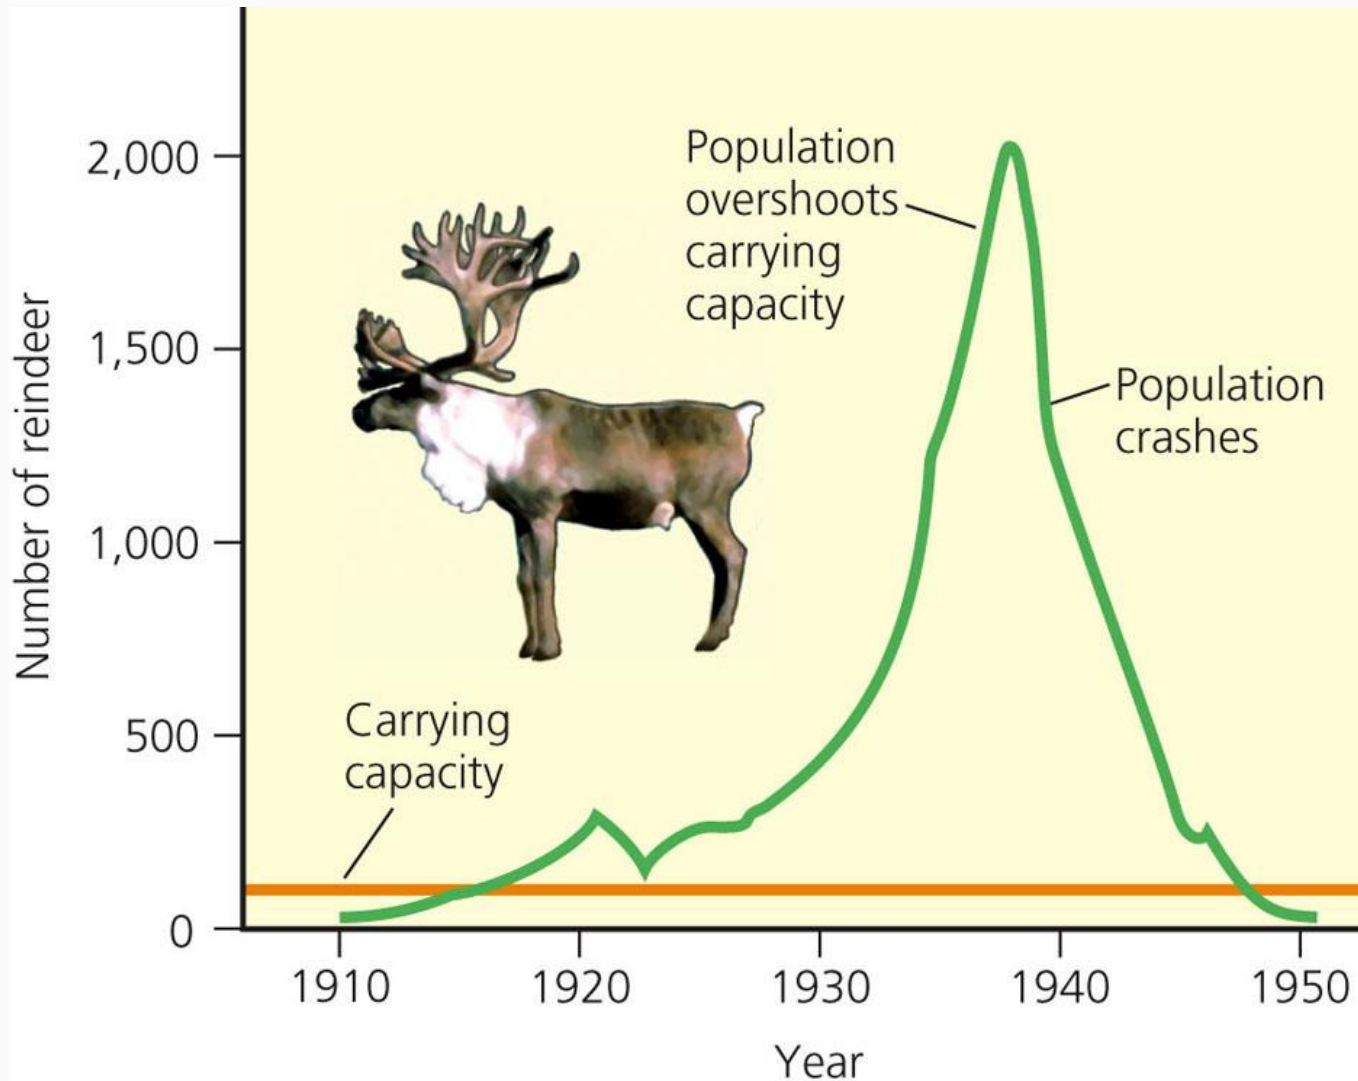 Population
overshoots
carrying
capacity
Population
crashes
Carrying
capacity
Number of reindeer
2,000
1,500
1,000
500
0
1910 1920 1930 1940 1950
Year